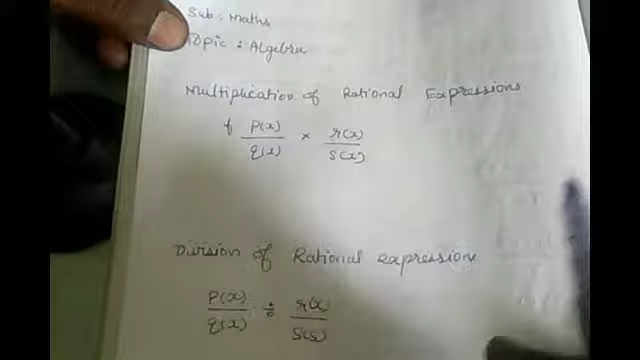 Sub : Maths
Topic : Algebra
Multiplication of Rational Expressions
P(x)/q(x) × r(x)/s(x)
Division of Rational expression
P(x)/q(x) ÷ r(x)/s(s)